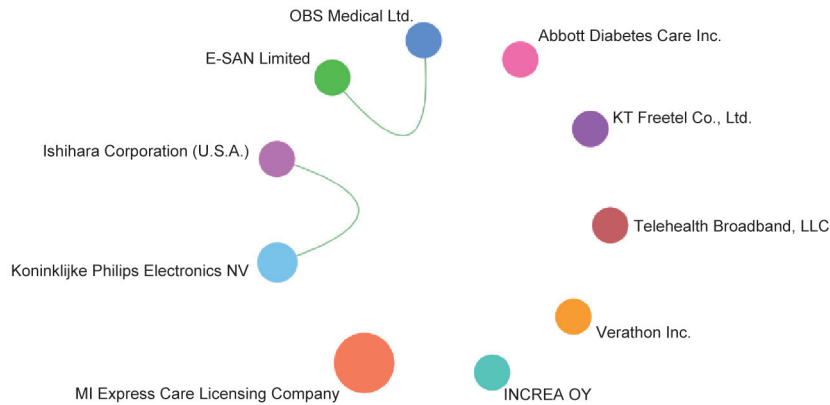 OBS Medical Ltd.
Abbott Diabetes Care Inc.
E-SAN Limited
KT Freetel Co., Ltd.
Ishihara Corporation (U.S.A.)
Telehealth Broadband, LLC
Koninklijke Philips Electronics NV
Verathon Inc.
MI Express Care Licensing Company
INCREA OY